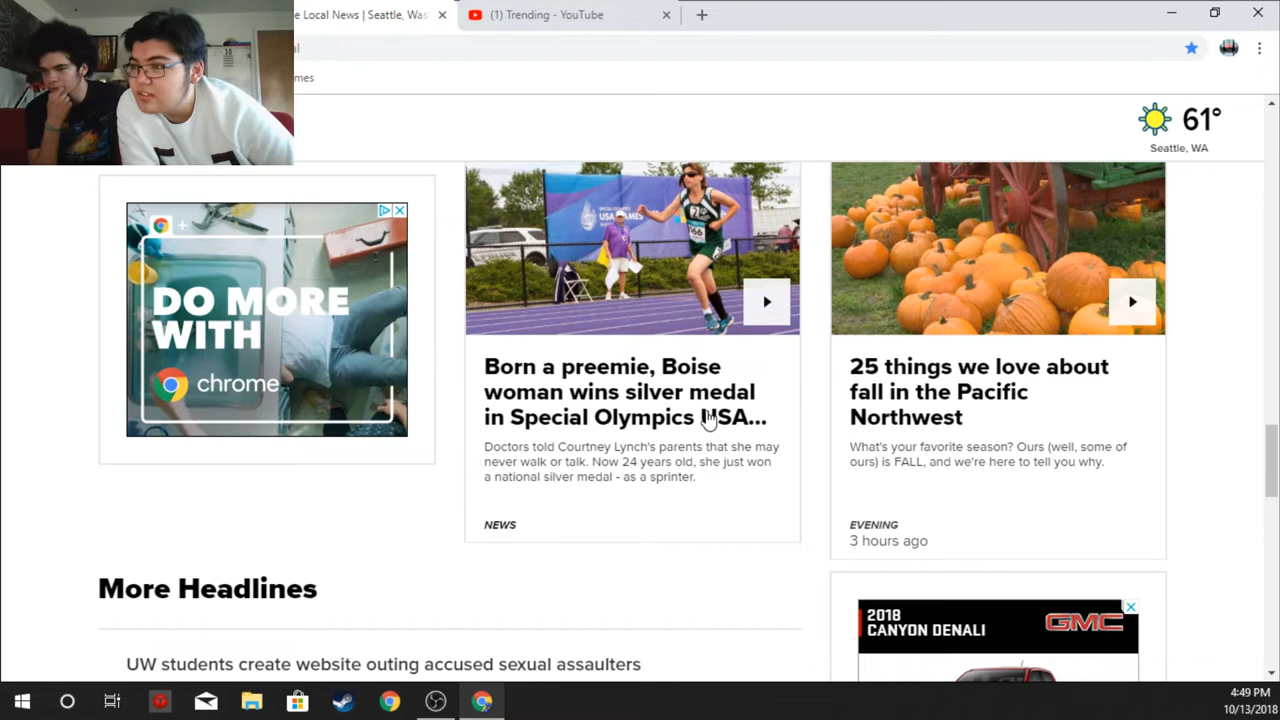 e Local News | Seattle, Was
(1) Trending - YouTube
al
mes
61°
Seattle, WA
DO MORE
WITH
chrome
USA GAMES
166
Born a preemie, Boise
woman wins silver medal
in Special Olympics USA...
Doctors told Courtney Lynch's parents that she may
never walk or talk. Now 24 years old, she just won
a national silver medal - as a sprinter.
NEWS
25 things we love about
fall in the Pacific
Northwest
What's your favorite season? Ours (well, some of
ours) is FALL, and we're here to tell you why.
EVENING
3 hours ago
More Headlines
UW students create website outing accused sexual assaulters
2018
CANYON DENALI
GMC
4:49 PM
10/13/2018